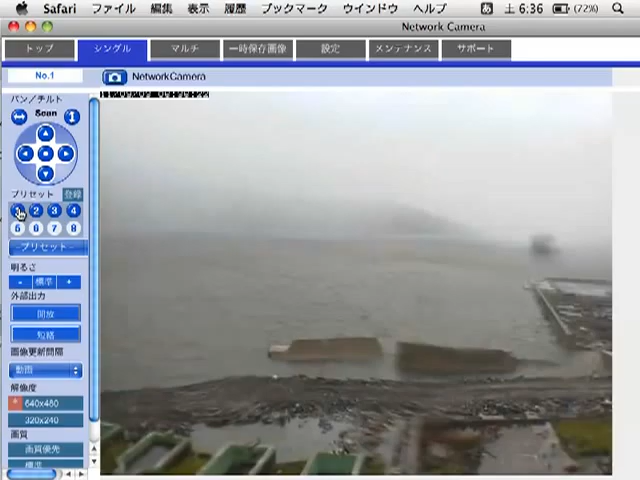 Safari ファイル 編集 表示 履歴 ブックマーク ウインドウ ヘルプ あ 土 6:36 (72%)
Network Camera
トップ シングル マルチ 一時保存画像 設定 メンテナンス サポート
No.1 NetworkCamera
パン/チルト
Scan 1
プリセット 登録
1 2 3 4
5 6 7 8
-プリセット-
明るさ
- 標準 +
外部出力
開放
短絡
画像更新間隔
動画
解像度
* 640x480
320x240
画質
画質優先
標準